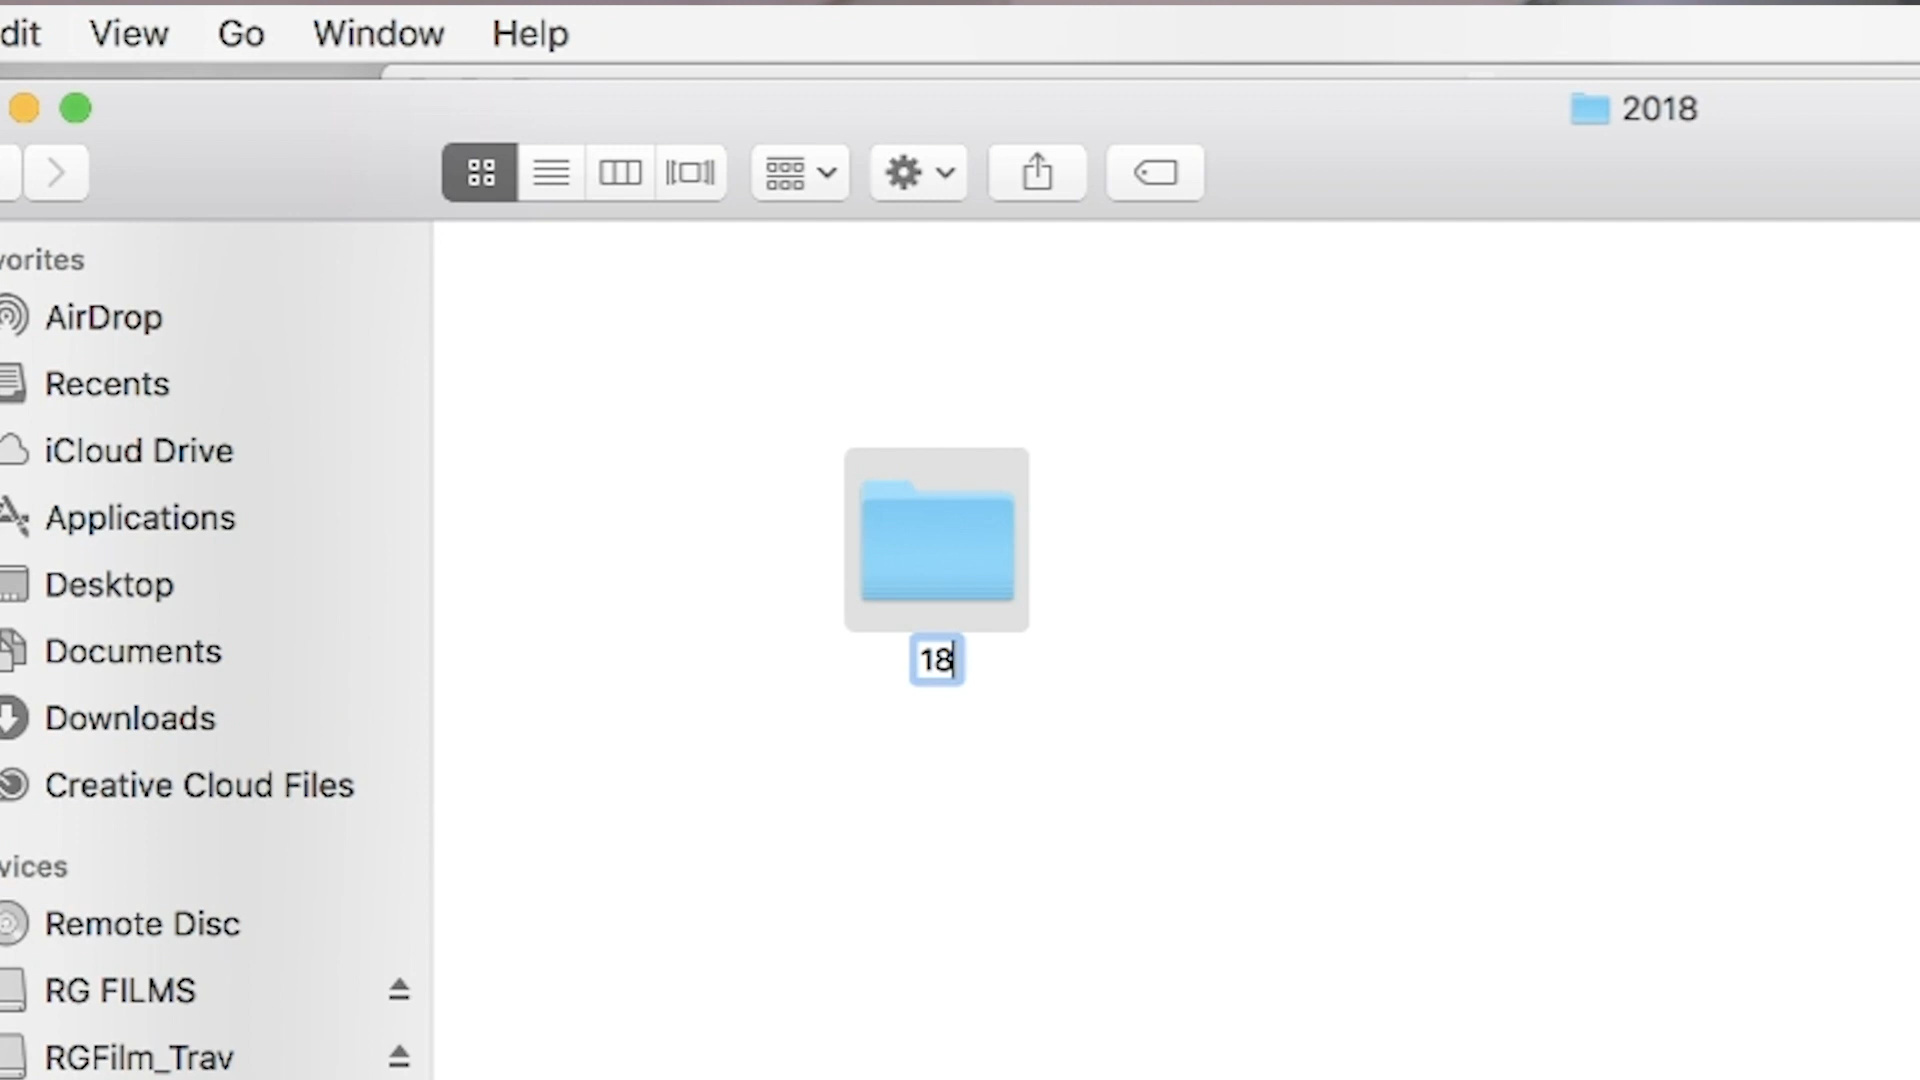 dit View Go Window Help
2018
vorites
AirDrop
Recents
iCloud Drive
Applications
Desktop
Documents
Downloads
Creative Cloud Files
18
vices
Remote Disc
RG FILMS
RGFilm_Trav